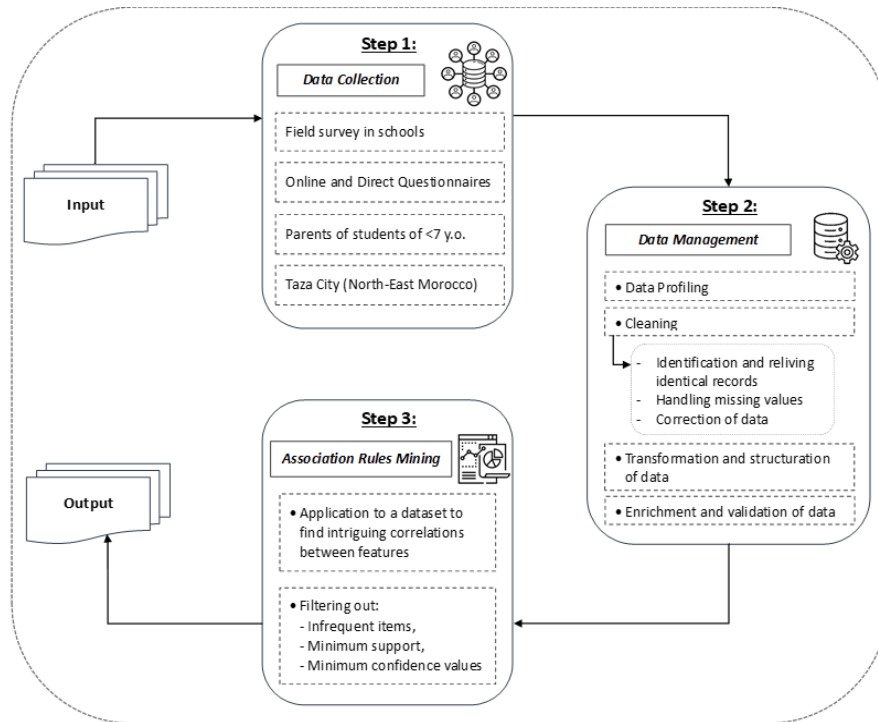 Step 1:
Data Collection
Field survey in schools
Online and Direct Questionnaires
Parents of students of <7 y.o.
Taza City (North-East Morocco)
Input
Step 2:
Data Management
• Data Profiling
• Cleaning
- Identification and reliving
identical records
- Handling missing values
- Correction of data
• Transformation and structuration
of data
• Enrichment and validation of data
Step 3:
Association Rules Mining
• Application to a dataset to
find intriguing correlations
between features
• Filtering out:
- Infrequent items,
- Minimum support,
- Minimum confidence values
Output